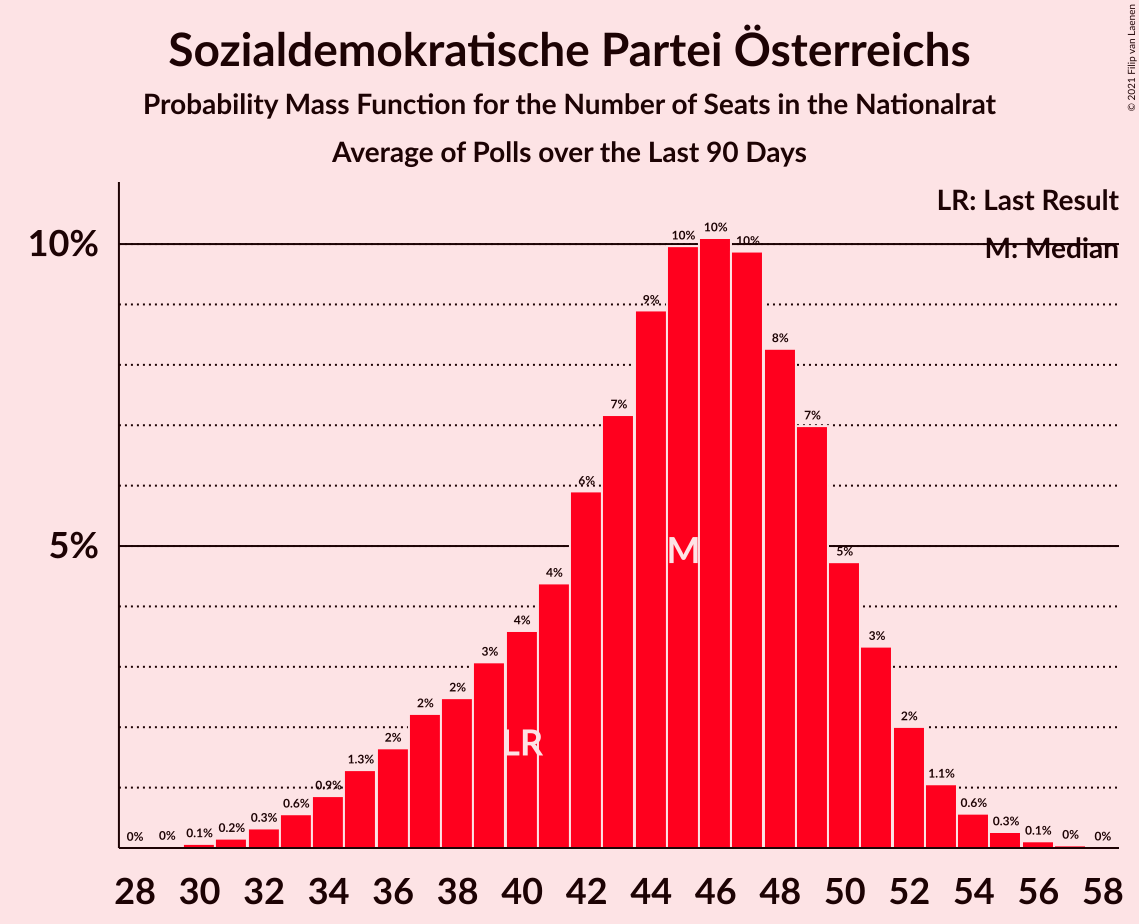 Sozialdemokratische Partei Österreichs
Probability Mass Function for the Number of Seats in the Nationalrat
Average of Polls over the Last 90 Days
© 2021 Filip van Laenen
LR: Last Result
M: Median
10%
5%
0% 0% 0.1% 0.2% 0.3% 0.6% 0.9% 1.3% 2% 2% 2% 3% 4% 4% 6% 7% 9% 10% 10% 10% 8% 7% 5% 3% 2% 1.1% 0.6% 0.3% 0.1% 0% 0%
M
LR
28 30 32 34 36 38 40 42 44 46 48 50 52 54 56 58